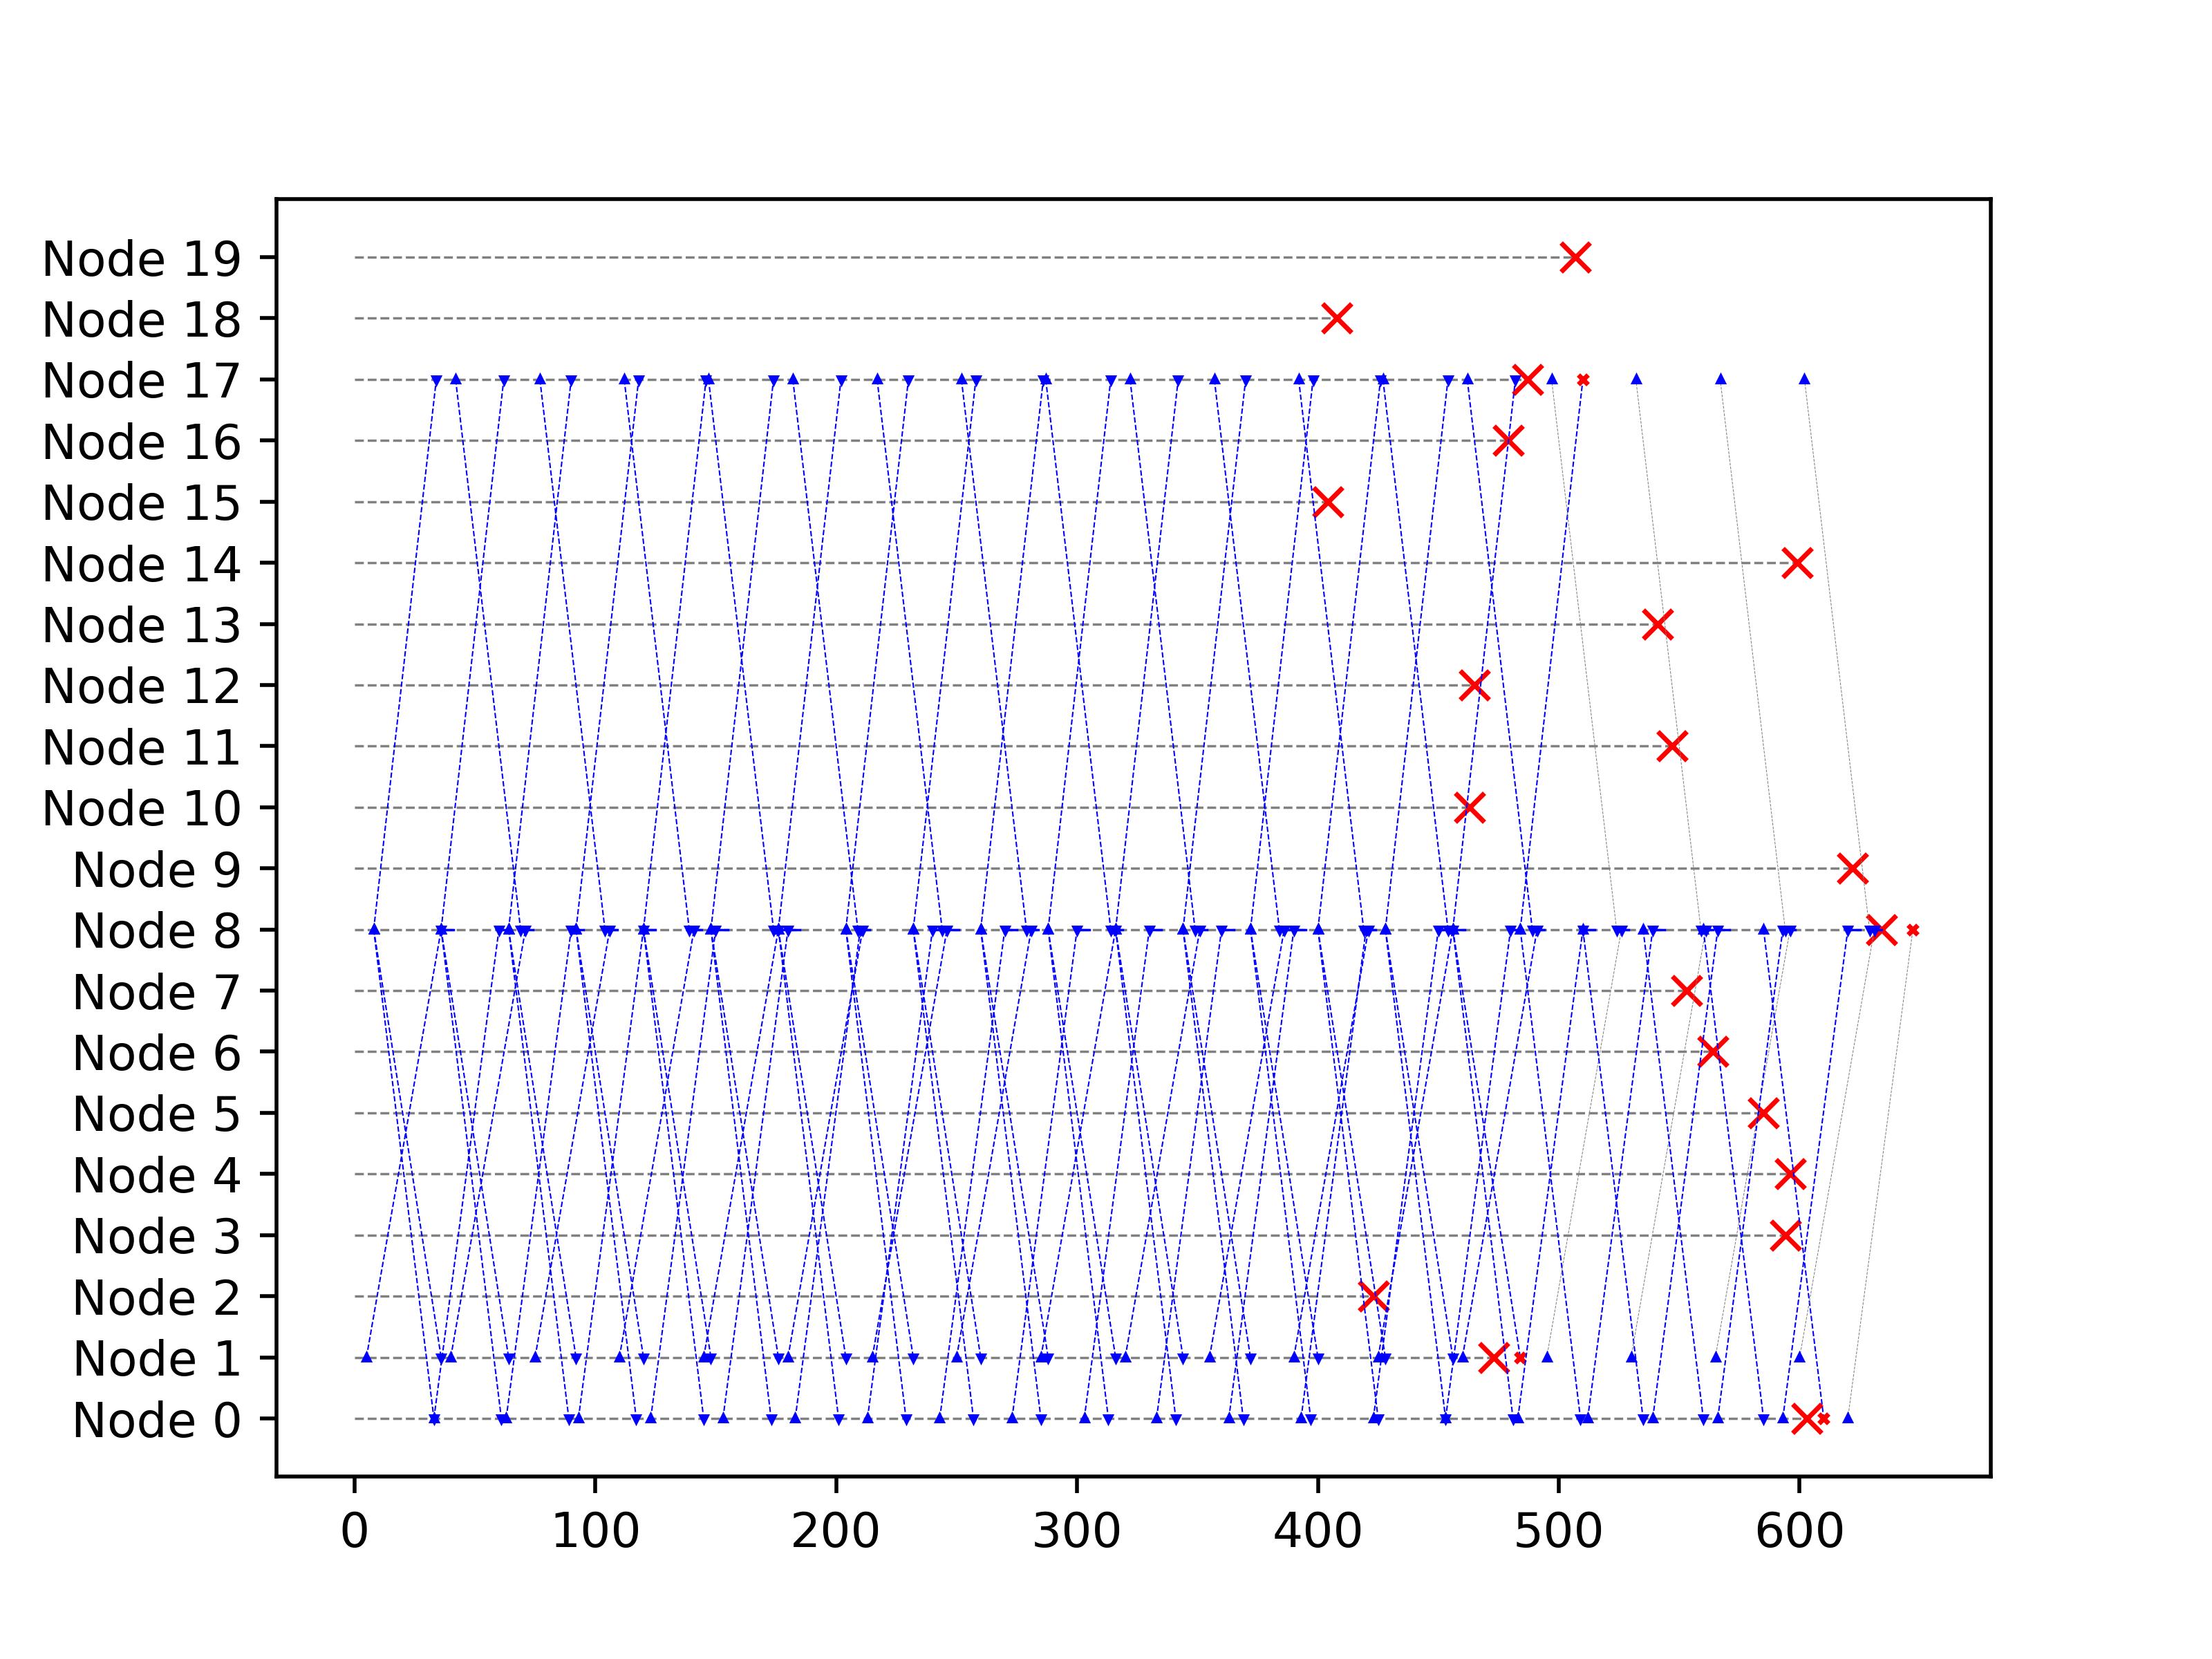 Node 19
Node 18
Node 17
Node 16
Node 15
Node 14
Node 13
Node 12
Node 11
Node 10
Node 9
Node 8
Node 7
Node 6
Node 5
Node 4
Node 3
Node 2
Node 1
Node 0
0 100 200 300 400 500 600